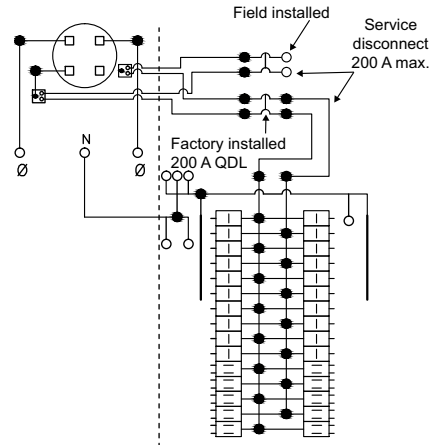 Field installed
Service
disconnect
200 A max.
Factory installed
200 A QDL
N
Ø
Ø